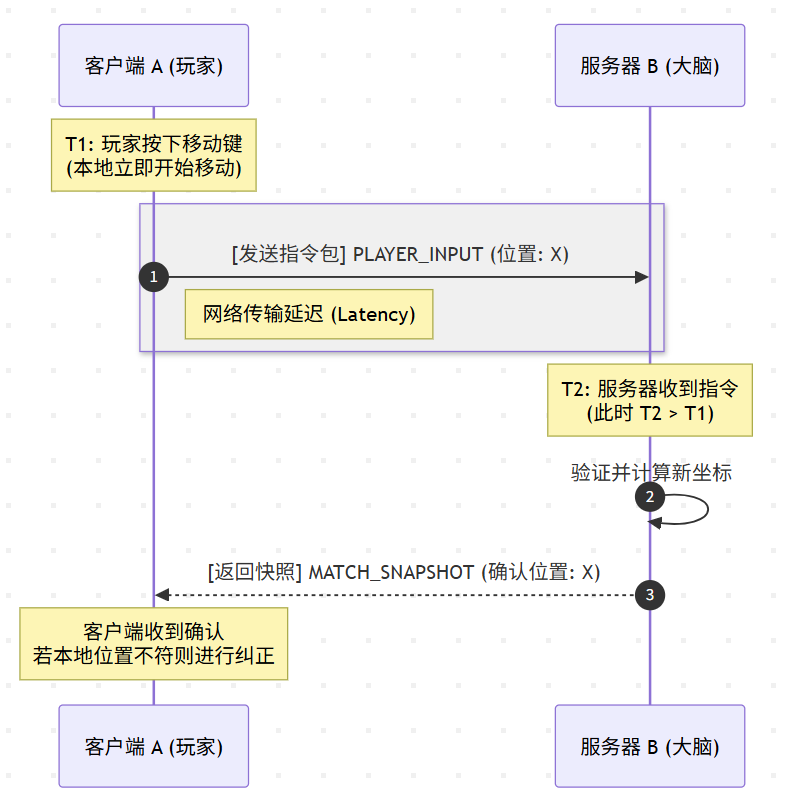 客户端 A (玩家)
服务器 B (大脑)
T1: 玩家按下移动键
(本地立即开始移动)
[发送指令包] PLAYER_INPUT (位置: X)
1
网络传输延迟 (Latency)
T2: 服务器收到指令
(此时 T2 > T1)
验证并计算新坐标
2
[返回快照] MATCH_SNAPSHOT (确认位置: X)
3
客户端收到确认
若本地位置不符则进行纠正
客户端 A (玩家)
服务器 B (大脑)